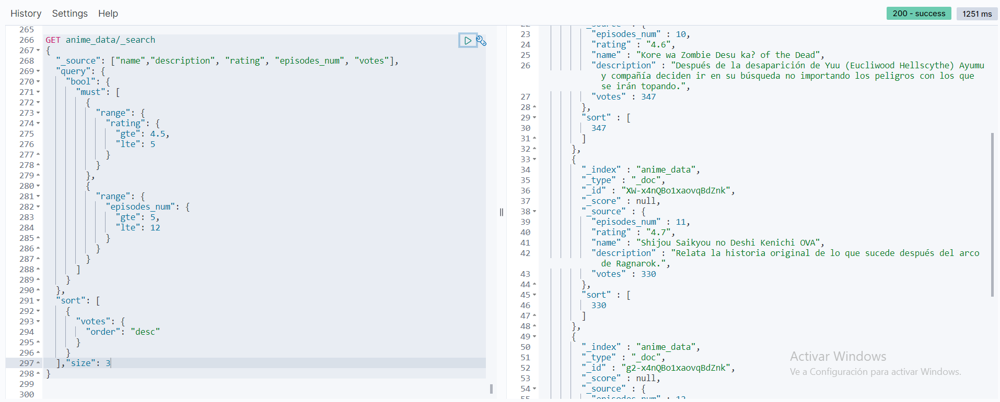 History Settings Help
200 - success 1251 ms
265
266 GET anime_data/_search
267 {
268 "_source": ["name","description", "rating", "episodes_num", "votes"],
269 "query": {
270 "bool": {
271 "must": [
272 {
273 "range": {
274 "rating": {
275 "gte": 4.5,
276 "lte": 5
277 }
278 }
279 },
280 {
281 "range": {
282 "episodes_num": {
283 "gte": 5,
284 "lte": 12
285 }
286 }
287 }
288 ]
289 }
290 },
291 "sort": [
292 {
293 "votes": {
294 "order": "desc"
295 }
296 }
297 ],"size": 3
298 }
299
300
22 "_source" : {
23 "episodes_num" : 10,
24 "rating" : "4.6",
25 "name" : "Kore wa Zombie Desu ka? of the Dead",
26 "description" : "Después de la desaparición de Yuu (Eucliwood Hellscythe) Ayumu
y compañía deciden ir en su búsqueda no importando los peligros con los que
se irán topando.",
27 "votes" : 347
28 },
29 "sort" : [
30 347
31 ]
32 },
33 {
34 "_index" : "anime_data",
35 "_type" : "_doc",
36 "_id" : "XW-x4nQBo1xaovqBdZnk",
37 "_score" : null,
38 "_source" : {
39 "episodes_num" : 11,
40 "rating" : "4.7",
41 "name" : "Shijou Saikyou no Deshi Kenichi OVA",
42 "description" : "Relata la historia original de lo que sucede después del arco
de Ragnarok.",
43 "votes" : 330
44 },
45 "sort" : [
46 330
47 ]
48 },
49 {
50 "_index" : "anime_data",
51 "_type" : "_doc",
52 "_id" : "g2-x4nQBo1xaovqBdZnk",
53 "_score" : null,
54 "_source" : {
55 "episodes_num" : 12,
Activar Windows
Ve a Configuración para activar Windows.